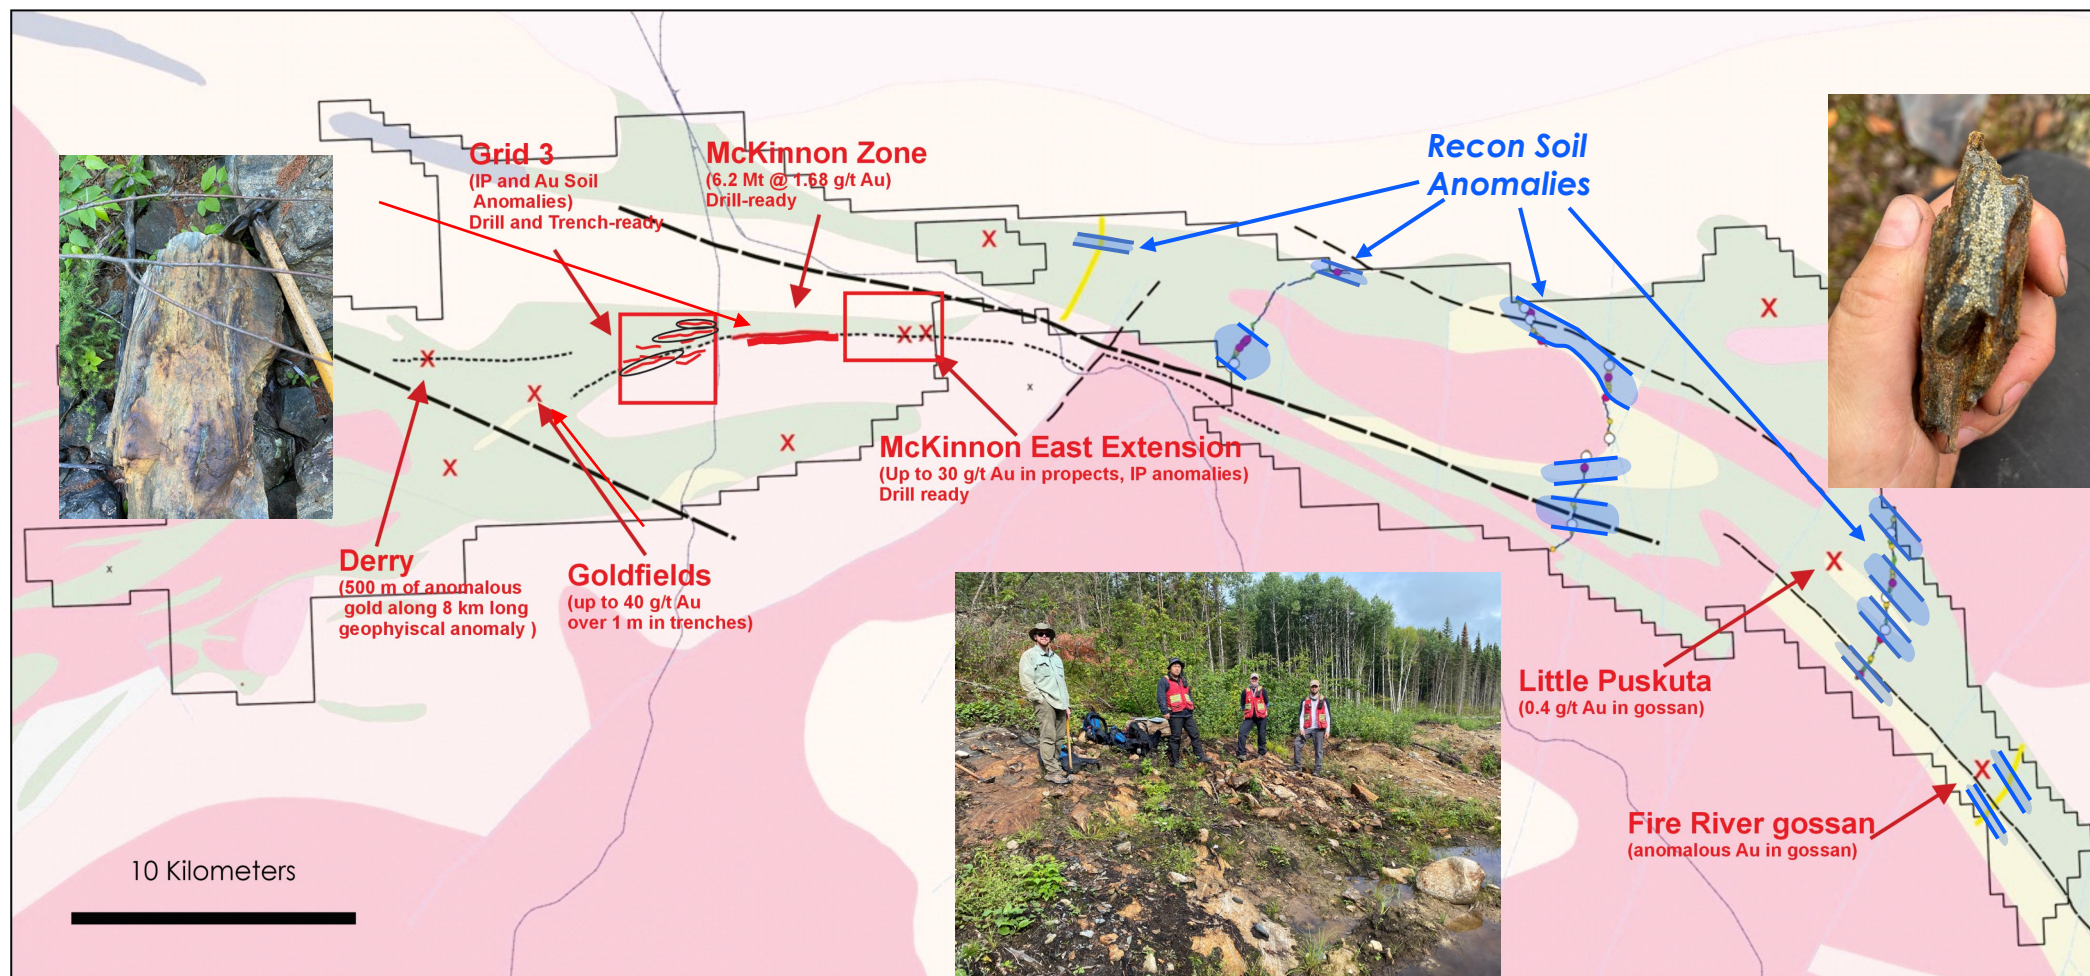 Grid 3
(IP and Au Soil
Anomalies)
Drill and Trench-ready
McKinnon Zone
(6.2 Mt @ 1.68 g/t Au)
Drill-ready
Recon Soil
Anomalies
X
X
X X
X
X
X
X
x
McKinnon East Extension
(Up to 30 g/t Au in propects, IP anomalies)
Drill ready
X
x
Derry
(500 m of anomalous
gold along 8 km long
geophyiscal anomaly )
Goldfields
(up to 40 g/t Au
over 1 m in trenches)
X
Little Puskuta
(0.4 g/t Au in gossan)
X
Fire River gossan
(anomalous Au in gossan)
10 Kilometers